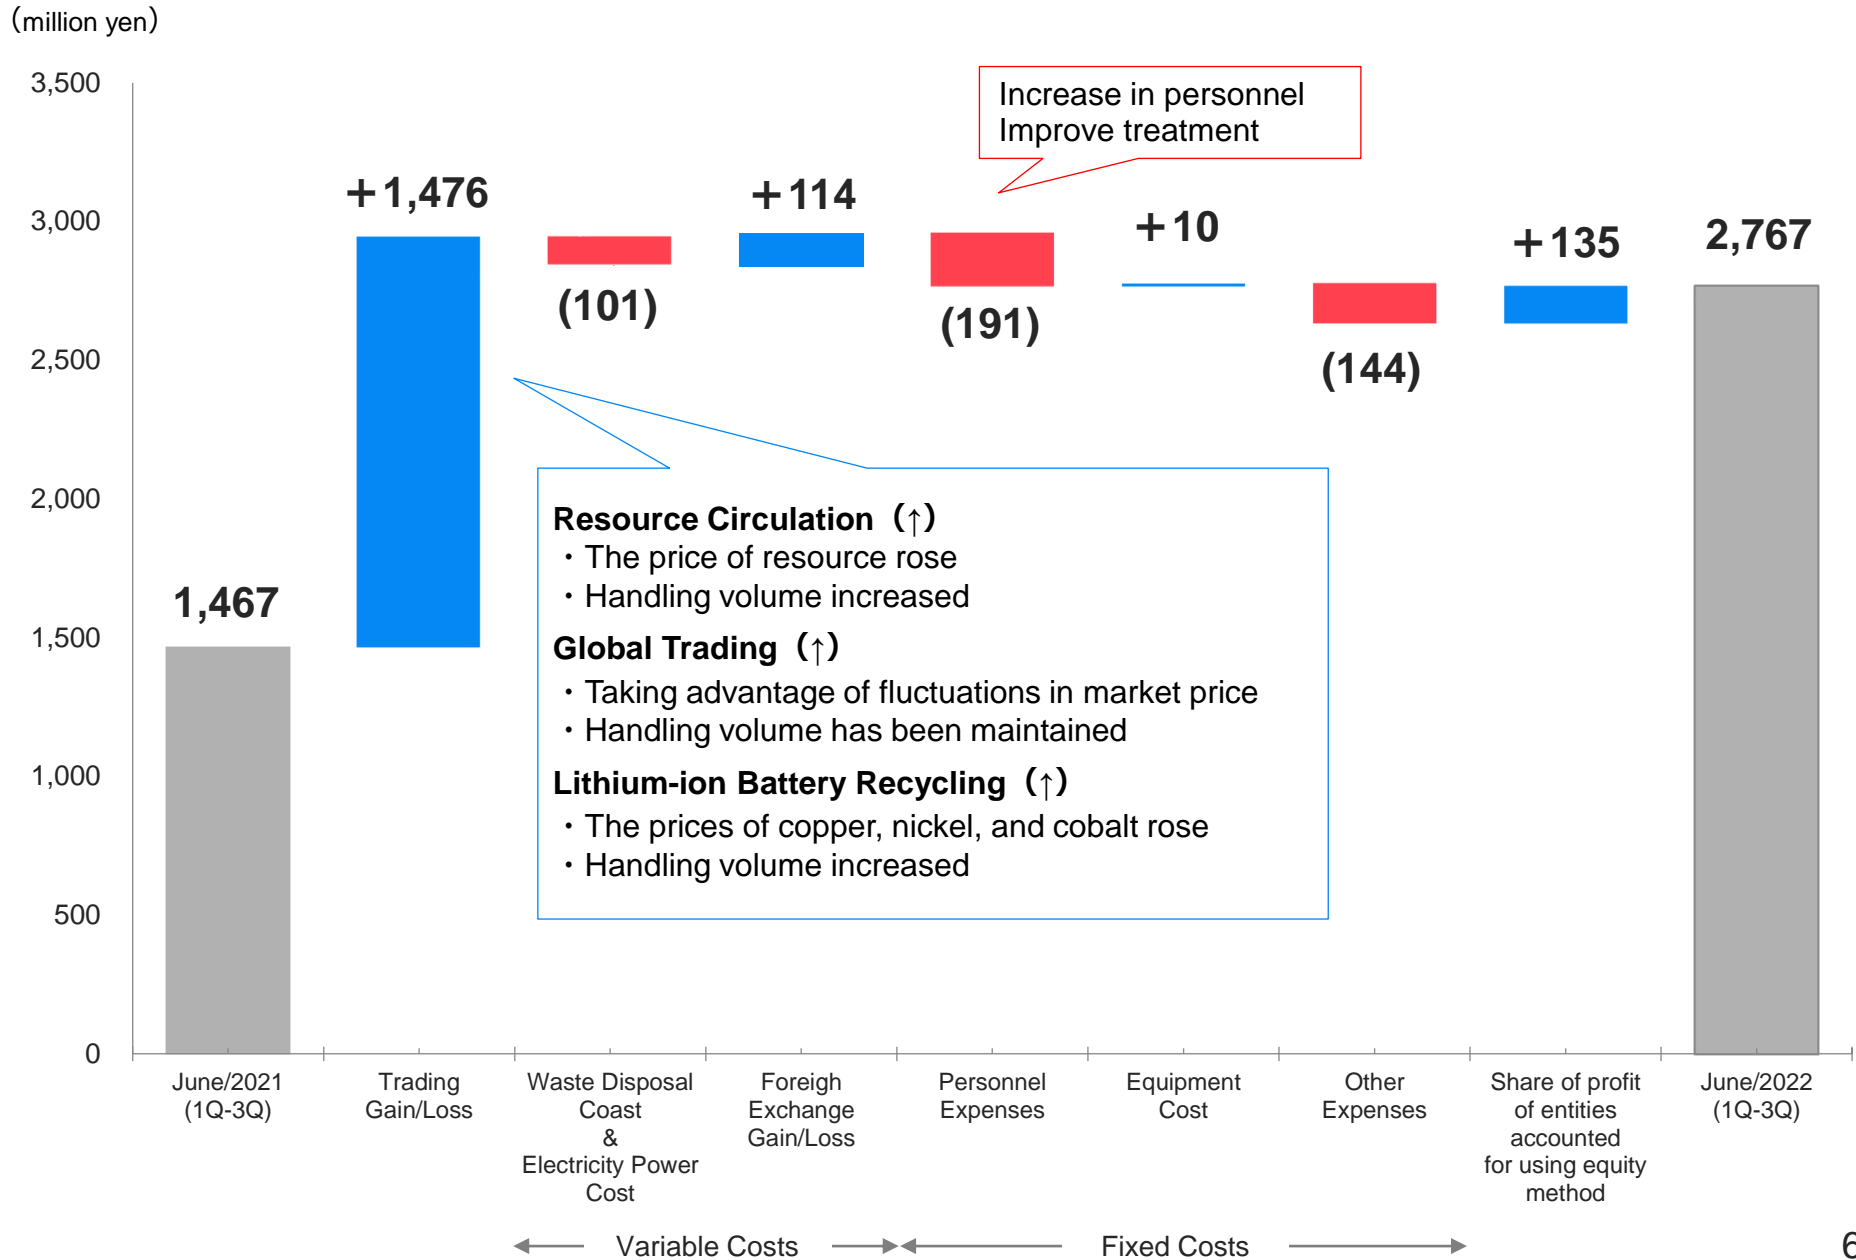 （million yen）
3,500
3,000
2,500
2,000
1,500
1,000
500
0
1,467
＋1,476
(101)
＋114
(191)
＋10
(144)
＋135
2,767
Increase in personnel
Improve treatment
Resource Circulation（↑）
・The price of resource rose
・Handling volume increased
Global Trading（↑）
・Taking advantage of fluctuations in market price
・Handling volume has been maintained
Lithium-ion Battery Recycling（↑）
・The prices of copper, nickel, and cobalt rose
・Handling volume increased
June/2021
(1Q-3Q)
Trading
Gain/Loss
Waste Disposal
Coast
&
Electricity Power
Cost
Foreigh
Exchange
Gain/Loss
Personnel
Expenses
Equipment
Cost
Other
Expenses
Share of profit
of entities
accounted
for using equity
method
June/2022
(1Q-3Q)
Variable Costs
Fixed Costs
6